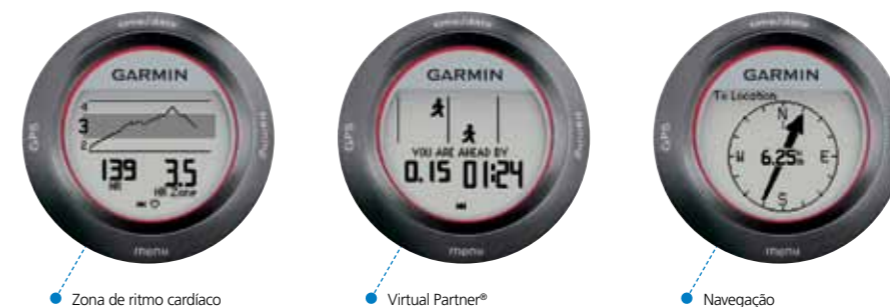 GARMIN
4
3
2
139
3.5
HR
HR Zone
GPS
menu
Zona de ritmo cardíaco
GARMIN
YOU ARE AHEAD BY
0.15 01:24
GPS
menu
Virtual Partner®
GARMIN
To Location
N
W 6.25 E
S
GPS
menu
Navegação